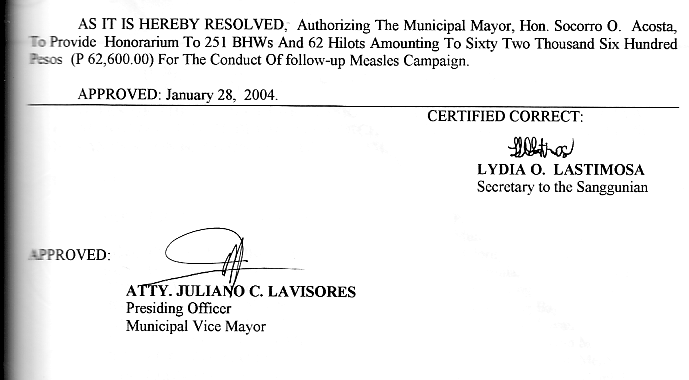 AS IT IS HEREBY RESOLVED, Authorizing The Municipal Mayor, Hon. Socorro O. Acosta,
To Provide Honorarium To 251 BHWs And 62 Hilots Amounting To Sixty Two Thousand Six Hundred
Pesos (P 62,600.00) For The Conduct Of follow-up Measles Campaign.
APPROVED: January 28, 2004.
CERTIFIED CORRECT:
LYDIA O. LASTIMOSA
Secretary to the Sanggunian
APPROVED:
ATTY. JULIANO C. LAVISORES
Presiding Officer
Municipal Vice Mayor